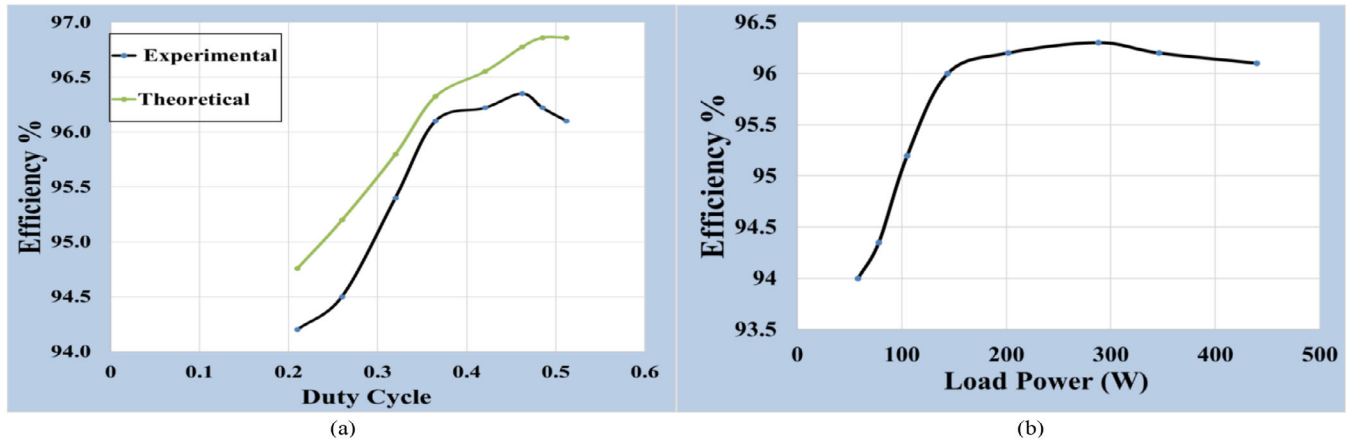 97.0
96.5
96.0
95.5
95.0
94.5
94.0
Efficiency %
Experimental
Theoretical
0 0.1 0.2 0.3 0.4 0.5 0.6
Duty Cycle
(a)
96.5
96
95.5
95
94.5
94
93.5
Efficiency %
0 100 200 300 400 500
Load Power (W)
(b)